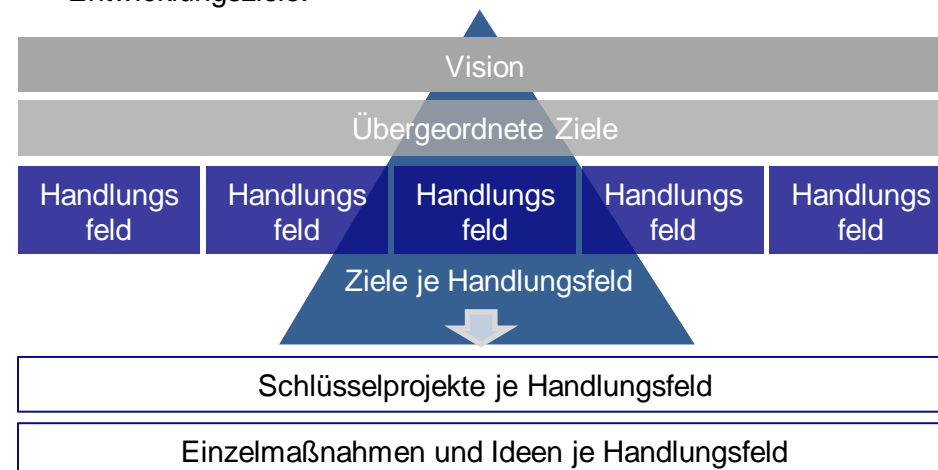 Entwicklungsziele:
Vision
Übergeordnete Ziele
Handlungs Handlungs Handlungs Handlungs Handlungs
feld feld feld feld feld
Ziele je Handlungsfeld
Schlüsselprojekte je Handlungsfeld
Einzelmaßnahmen und Ideen je Handlungsfeld